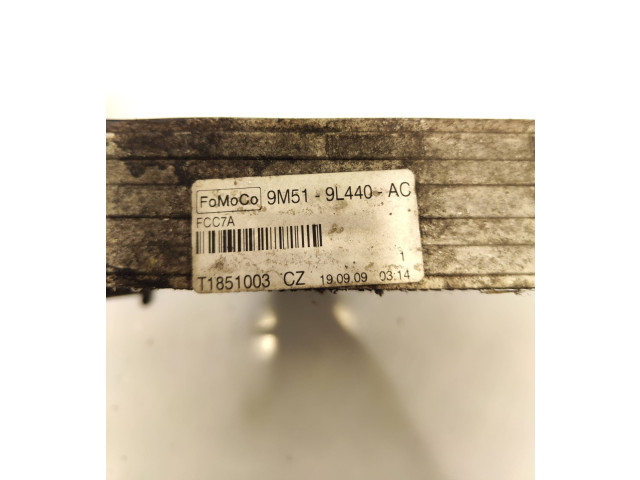 FoMoCo 9M51 - 9L440 - AC
FCC7A
1
T1851003 CZ 19.09.09 03:14